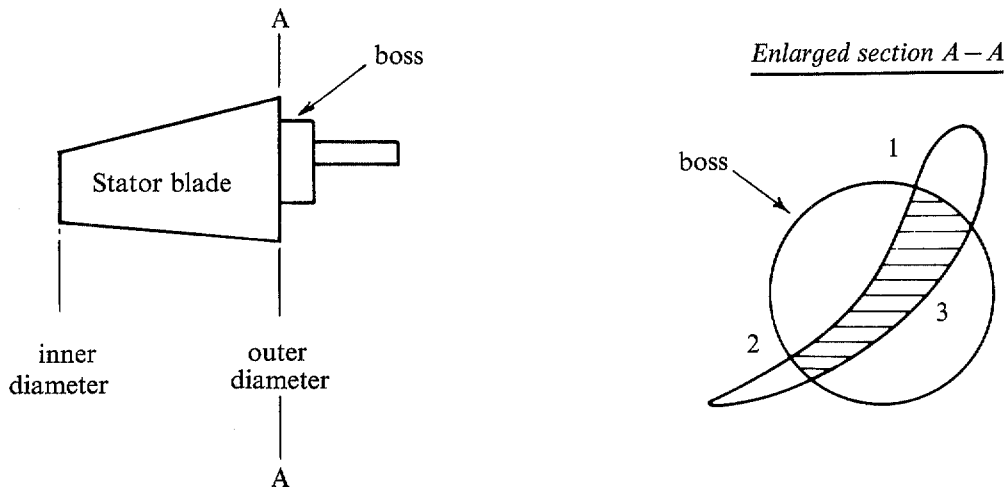 A
boss
Stator blade
inner
diameter
outer
diameter
A
Enlarged section A – A
1
boss
2
3